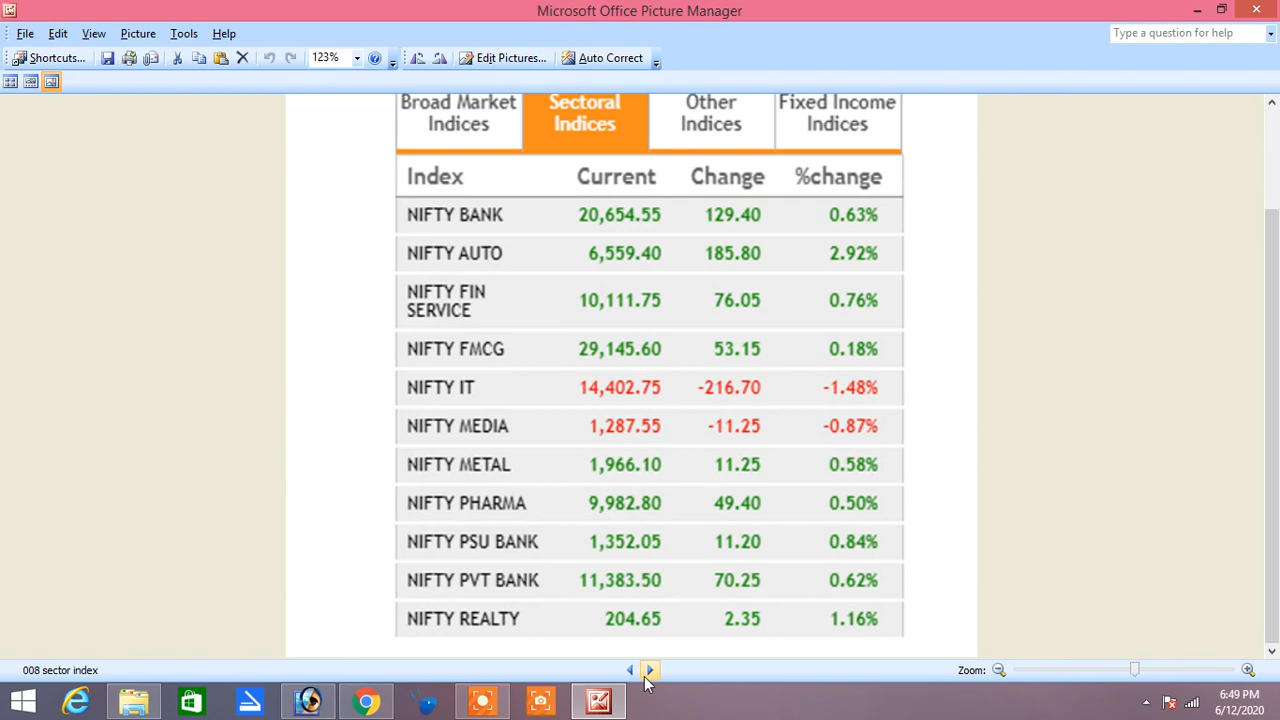 Microsoft Office Picture Manager
File Edit View Picture Tools Help
Type a question for help
Shortcuts... 123% Edit Pictures... Auto Correct
Broad Market Indices Sectoral Indices Other Indices Fixed Income Indices
Index Current Change %change
NIFTY BANK 20,654.55 129.40 0.63%
NIFTY AUTO 6,559.40 185.80 2.92%
NIFTY FIN
SERVICE 10,111.75 76.05 0.76%
NIFTY FMCG 29,145.60 53.15 0.18%
NIFTY IT 14,402.75 -216.70 -1.48%
NIFTY MEDIA 1,287.55 -11.25 -0.87%
NIFTY METAL 1,966.10 11.25 0.58%
NIFTY PHARMA 9,982.80 49.40 0.50%
NIFTY PSU BANK 1,352.05 11.20 0.84%
NIFTY PVT BANK 11,383.50 70.25 0.62%
NIFTY REALTY 204.65 2.35 1.16%
008 sector index Zoom:
6:49 PM
6/12/2020